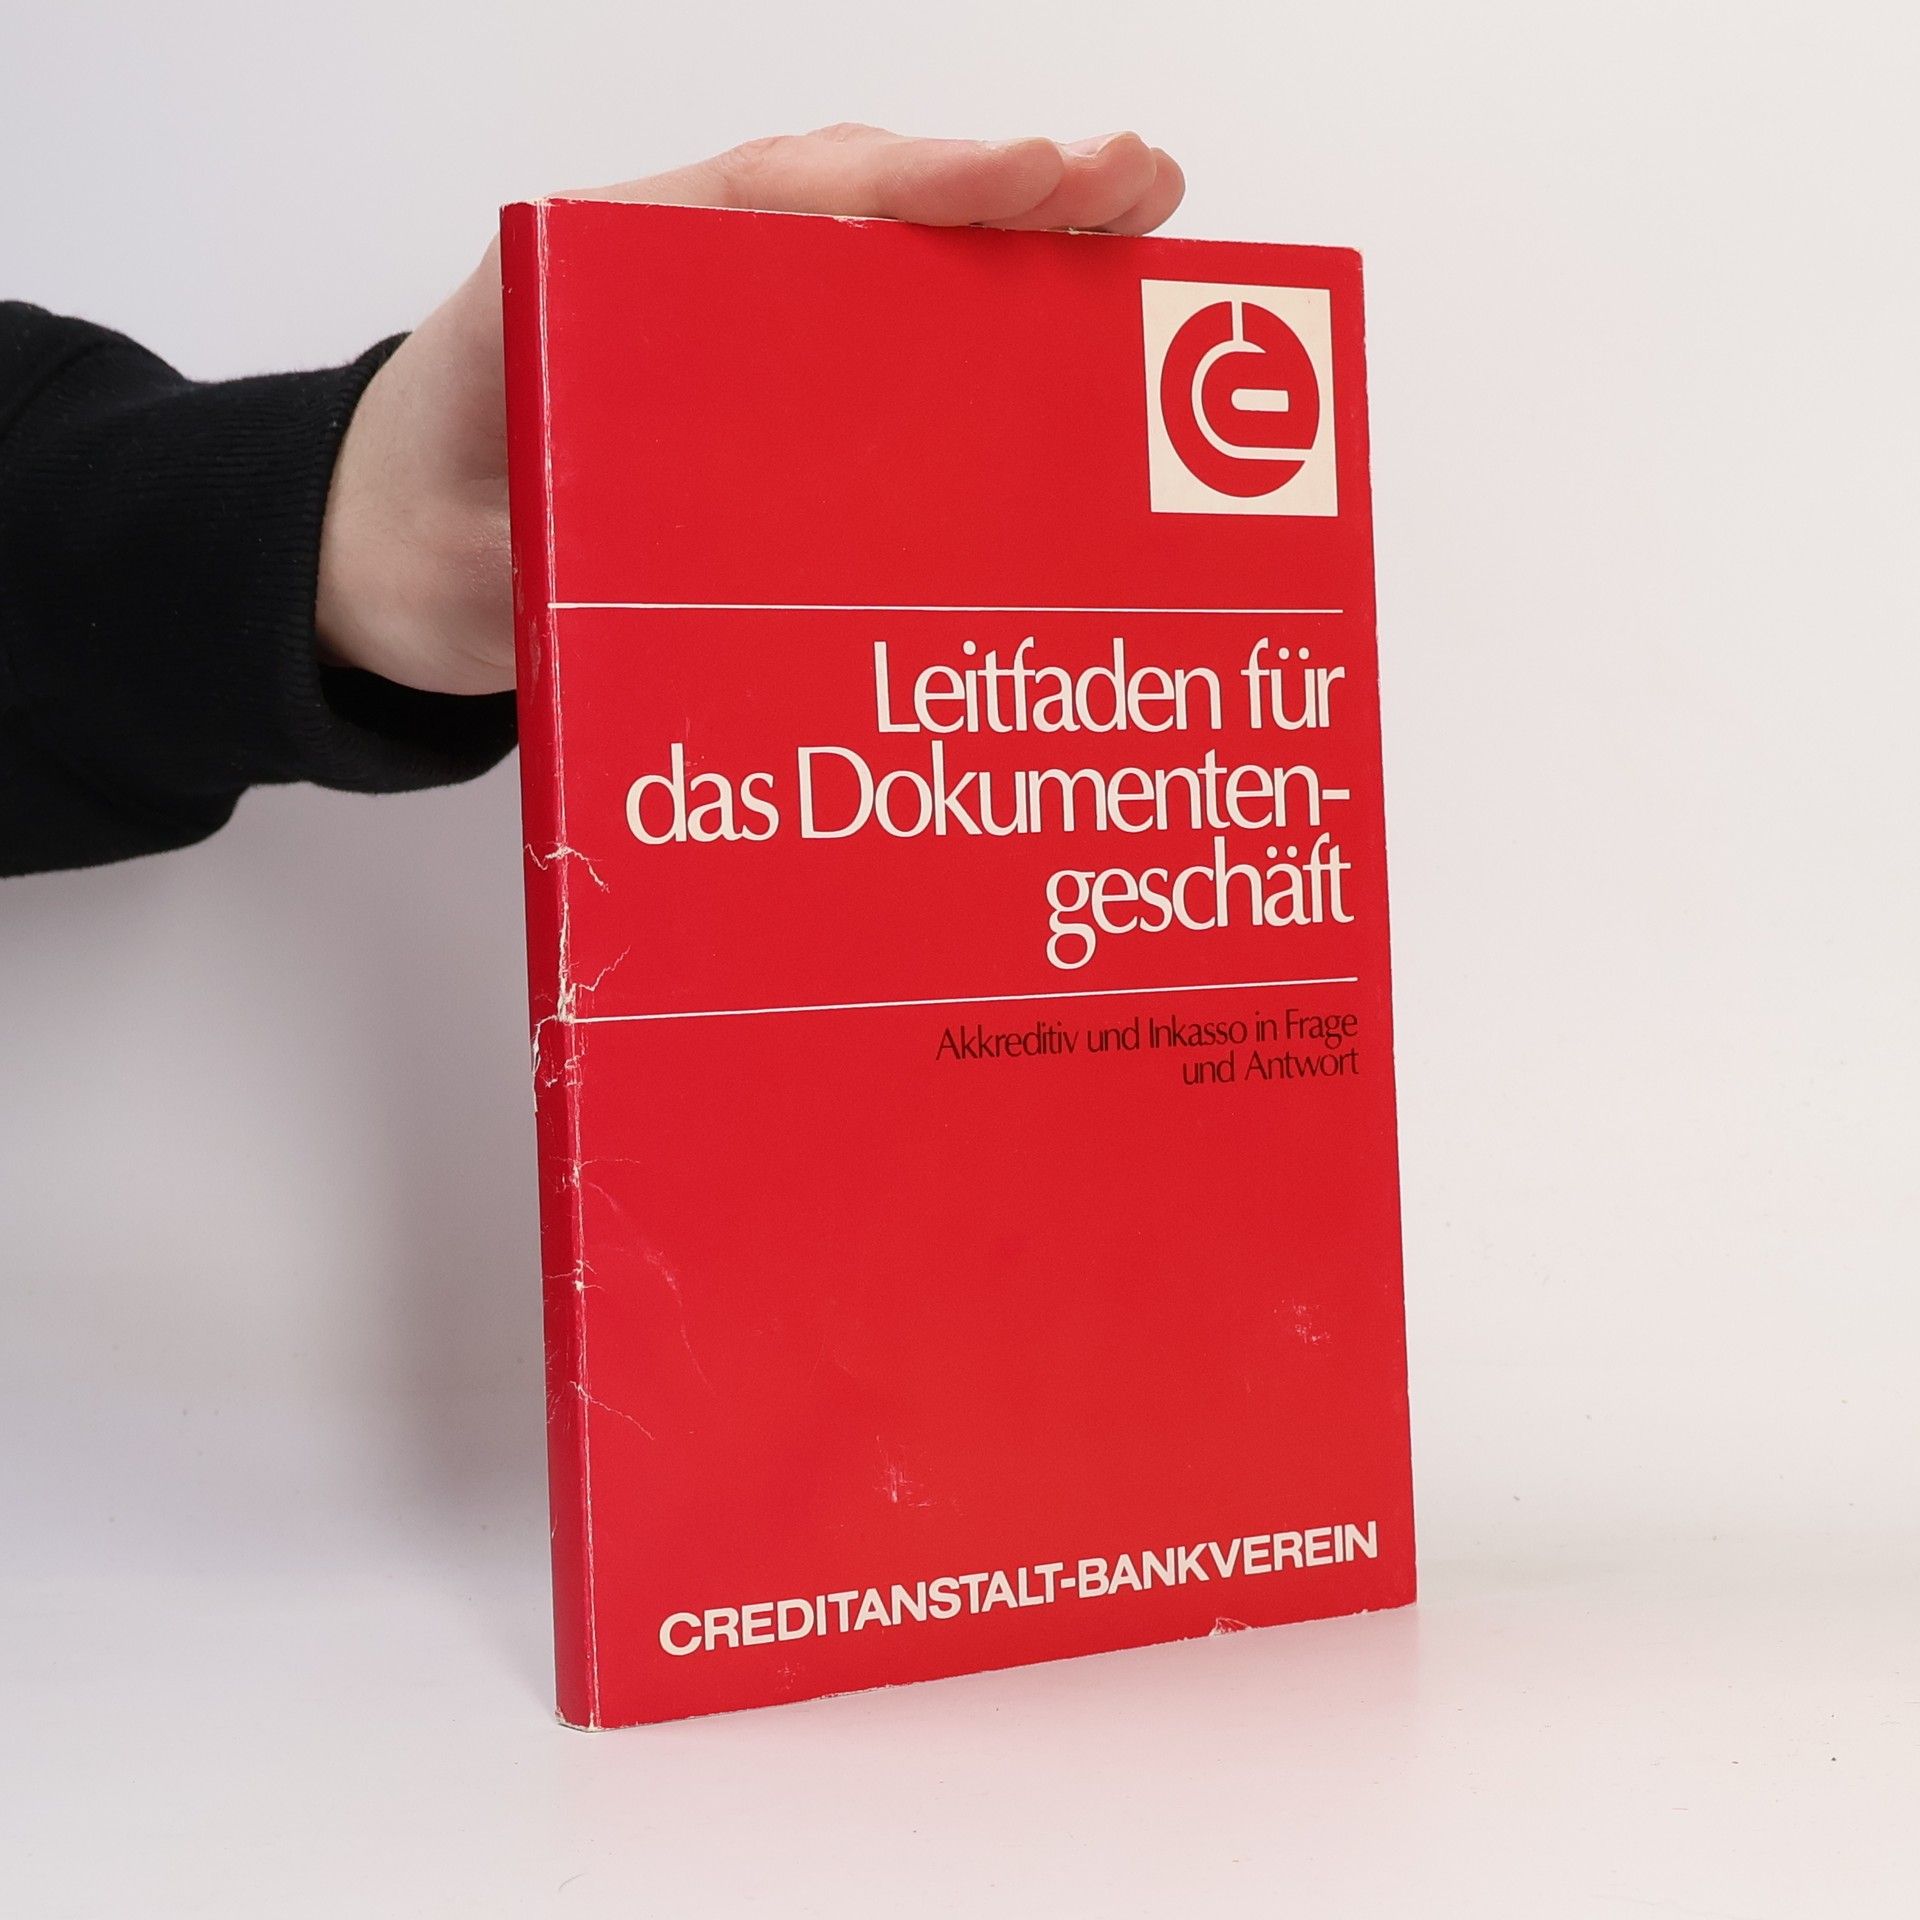 Leitfaden für
das Dokumenten-
geschäft
Akkreditiv und Inkasso in Frage
und Antwort
CREDITANSTALT-BANKVEREIN